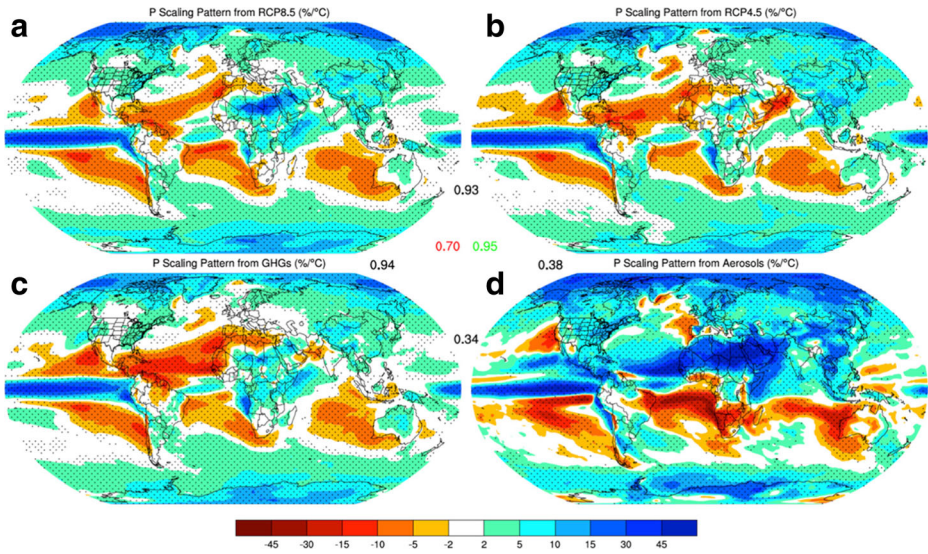 a
P Scaling Pattern from RCP8.5 (%/°C)
b
P Scaling Pattern from RCP4.5 (%/°C)
0.93
0.70 0.95
c
P Scaling Pattern from GHGs (%/°C)
0.94
0.38
d
P Scaling Pattern from Aerosols (%/°C)
0.34
-45 -30 -15 -10 -5 -2 2 5 10 15 30 45